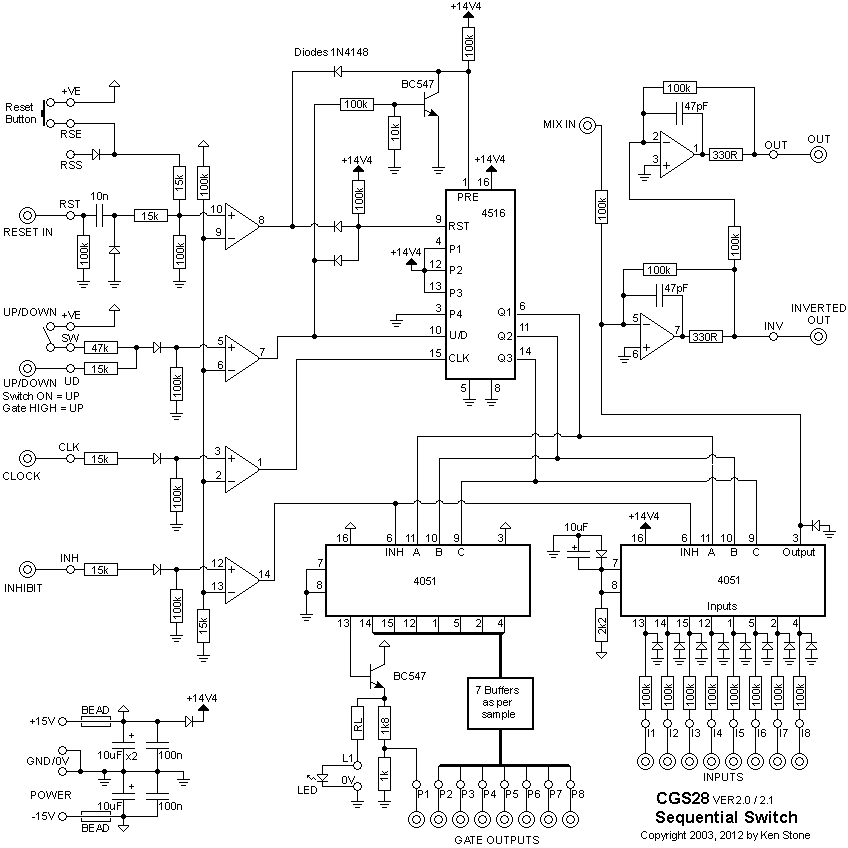 +14V4
100k
Diodes 1N4148
BC547
+VE
Reset
Button
RSE
100k
10k
MIX IN
100k
47pF
2
3
1
330R
OUT
OUT
RSS
+14V4
+14V4
15k
100k
100k
1
16
PRE
4516
RST
10n
15k
10
9
8
RESET IN
100k
100k
9
RST
4
P1
+14V4
12
P2
13
P3
3
P4
10
U/D
15
CLK
Q1
6
Q2
11
Q3
14
5
8
100k
100k
100k
47pF
5
6
7
330R
INV
INVERTED
OUT
UP/DOWN
+VE
SW
47k
15k
UP/DOWN
UD
Switch ON = UP
Gate HIGH = UP
100k
5
6
7
CLK
CLOCK
15k
100k
3
2
1
INH
INHIBIT
15k
100k
12
13
14
15k
16
6
11
10
9
3
INH
A
B
C
7
8
4051
13
14
15
12
1
5
2
4
10uF
+
2k2
+14V4
16
6
11
10
9
3
INH
A
B
C
Output
7
8
4051
Inputs
13
14
15
12
1
5
2
4
BC547
RL
1k8
1k
L1
0V
LED
7 Buffers
as per
sample
100k
100k
100k
100k
100k
100k
100k
100k
I1
I2
I3
I4
I5
I6
I7
I8
INPUTS
+14V4
BEAD
+15V
+
10uF
x2
100n
GND/0V
POWER
+
10uF
100n
-15V
BEAD
P1
P2
P3
P4
P5
P6
P7
P8
GATE OUTPUTS
CGS28 VER2.0 / 2.1
Sequential Switch
Copyright 2003, 2012 by Ken Stone